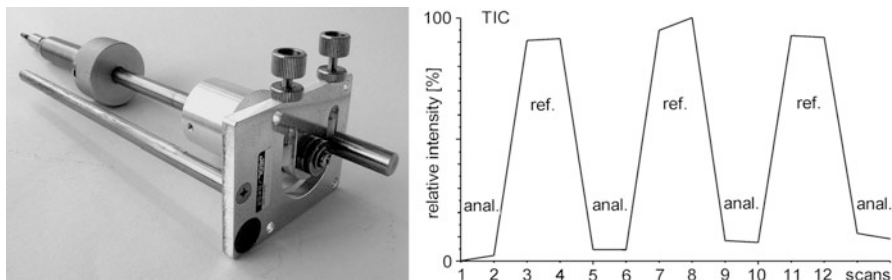 100
TIC
relative intensity [%]
ref. ref. ref.
anal. anal. anal. anal.
0
1 2 3 4 5 6 7 8 9 10 11 12 scans